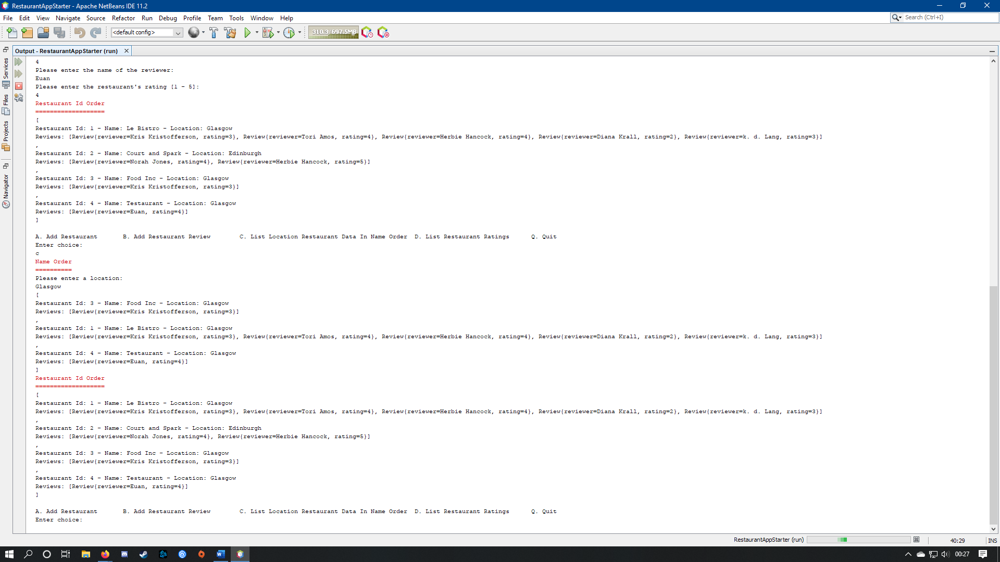 RestaurantAppStarter - Apache NetBeans IDE 11.2
File Edit View Navigate Source Refactor Run Debug Profile Team Tools Window Help
Search (Ctrl+I)
<default config>
310.3/697.5MB
Output - RestaurantAppStarter (run)
Services
Files
Projects
Navigator
4
Please enter the name of the reviewer:
Euan
Please enter the restaurant's rating [1 - 5]:
4
Restaurant Id Order
===================
[
Restaurant Id: 1 - Name: Le Bistro - Location: Glasgow
Reviews: [Review{reviewer=Kris Kristofferson, rating=3}, Review{reviewer=Tori Amos, rating=4}, Review{reviewer=Herbie Hancock, rating=4}, Review{reviewer=Diana Krall, rating=2}, Review{reviewer=k. d. Lang, rating=3}]
,
Restaurant Id: 2 - Name: Court and Spark - Location: Edinburgh
Reviews: [Review{reviewer=Norah Jones, rating=4}, Review{reviewer=Herbie Hancock, rating=5}]
,
Restaurant Id: 3 - Name: Food Inc - Location: Glasgow
Reviews: [Review{reviewer=Kris Kristofferson, rating=3}]
,
Restaurant Id: 4 - Name: Testaurant - Location: Glasgow
Reviews: [Review{reviewer=Euan, rating=4}]
]
A. Add Restaurant B. Add Restaurant Review C. List Location Restaurant Data In Name Order D. List Restaurant Ratings Q. Quit
Enter choice:
c
Name Order
==========
Please enter a location:
Glasgow
[
Restaurant Id: 3 - Name: Food Inc - Location: Glasgow
Reviews: [Review{reviewer=Kris Kristofferson, rating=3}]
,
Restaurant Id: 1 - Name: Le Bistro - Location: Glasgow
Reviews: [Review{reviewer=Kris Kristofferson, rating=3}, Review{reviewer=Tori Amos, rating=4}, Review{reviewer=Herbie Hancock, rating=4}, Review{reviewer=Diana Krall, rating=2}, Review{reviewer=k. d. Lang, rating=3}]
,
Restaurant Id: 4 - Name: Testaurant - Location: Glasgow
Reviews: [Review{reviewer=Euan, rating=4}]
]
Restaurant Id Order
===================
[
Restaurant Id: 1 - Name: Le Bistro - Location: Glasgow
Reviews: [Review{reviewer=Kris Kristofferson, rating=3}, Review{reviewer=Tori Amos, rating=4}, Review{reviewer=Herbie Hancock, rating=4}, Review{reviewer=Diana Krall, rating=2}, Review{reviewer=k. d. Lang, rating=3}]
,
Restaurant Id: 2 - Name: Court and Spark - Location: Edinburgh
Reviews: [Review{reviewer=Norah Jones, rating=4}, Review{reviewer=Herbie Hancock, rating=5}]
,
Restaurant Id: 3 - Name: Food Inc - Location: Glasgow
Reviews: [Review{reviewer=Kris Kristofferson, rating=3}]
,
Restaurant Id: 4 - Name: Testaurant - Location: Glasgow
Reviews: [Review{reviewer=Euan, rating=4}]
]
A. Add Restaurant B. Add Restaurant Review C. List Location Restaurant Data In Name Order D. List Restaurant Ratings Q. Quit
Enter choice:
RestaurantAppStarter (run)
40:29
INS
00:27